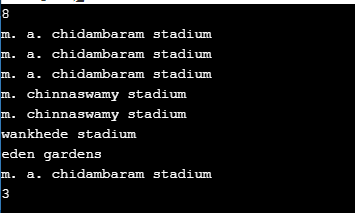 8
m. a. chidambaram stadium
m. a. chidambaram stadium
m. a. chidambaram stadium
m. chinnaswamy stadium
m. chinnaswamy stadium
wankhede stadium
eden gardens
m. a. chidambaram stadium
3